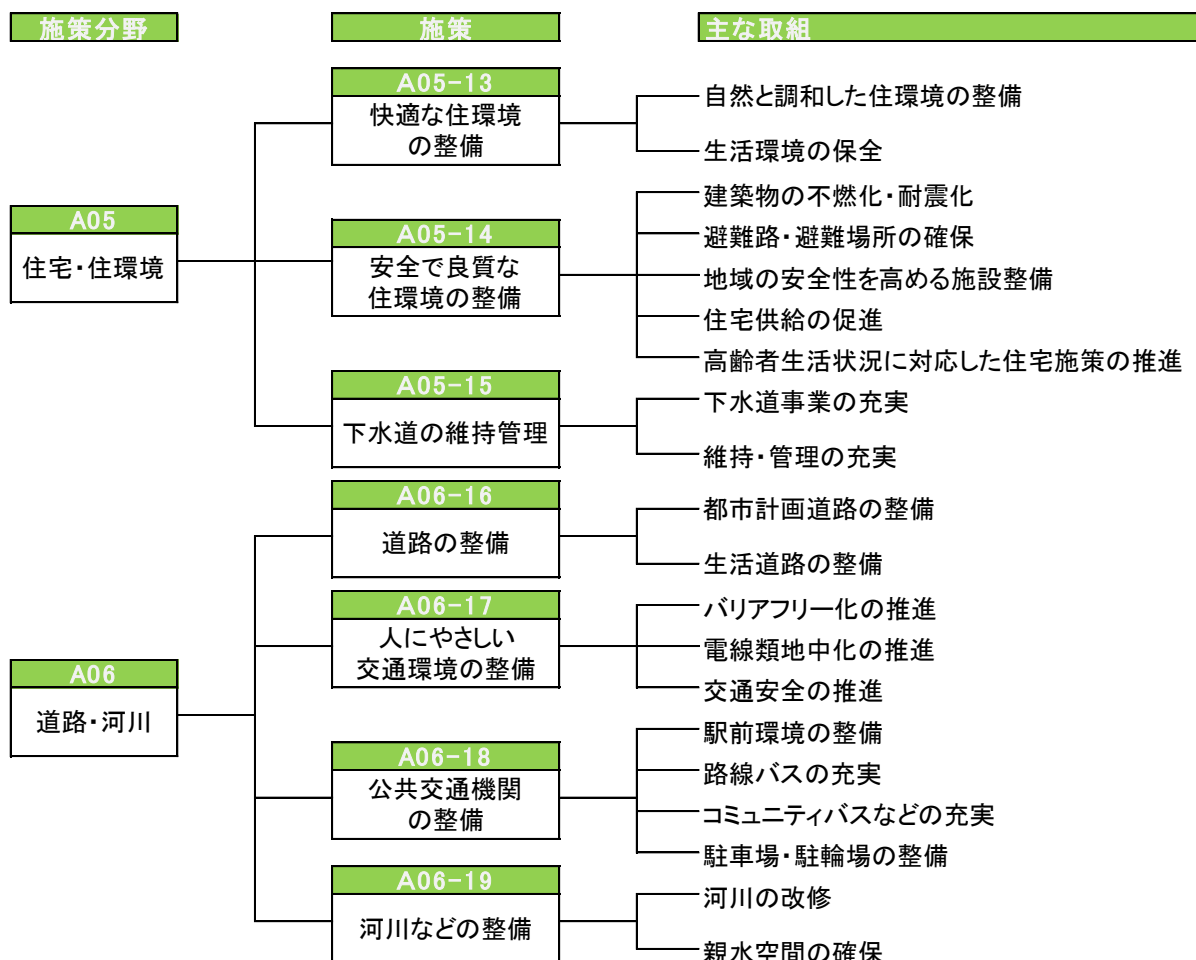 施策分野
施策
主な取組
A05-13
快適な住環境
の整備
自然と調和した住環境の整備
生活環境の保全
A05
住宅・住環境
A05-14
安全で良質な
住環境の整備
建築物の不燃化・耐震化
避難路・避難場所の確保
地域の安全性を高める施設整備
住宅供給の促進
高齢者生活状況に対応した住宅施策の推進
A05-15
下水道の維持管理
下水道事業の充実
維持・管理の充実
A06-16
道路の整備
都市計画道路の整備
生活道路の整備
A06-17
人にやさしい
交通環境の整備
バリアフリー化の推進
電線類地中化の推進
交通安全の推進
A06
道路・河川
A06-18
公共交通機関
の整備
駅前環境の整備
路線バスの充実
コミュニティバスなどの充実
駐車場・駐輪場の整備
A06-19
河川などの整備
河川の改修
親水空間の確保